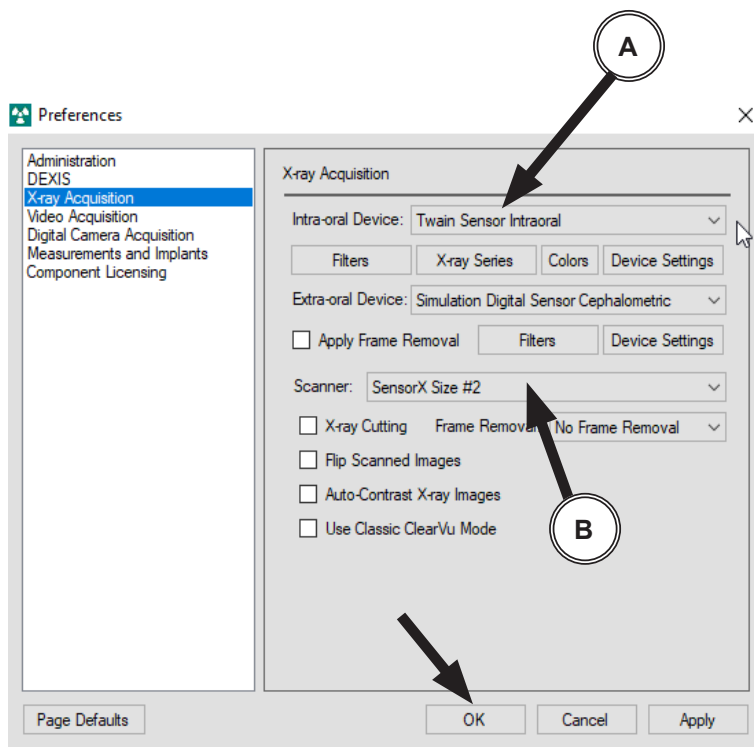 A
Preferences
Administration
DEXIS
X-ray Acquisition
Video Acquisition
Digital Camera Acquisition
Measurements and Implants
Component Licensing
X-ray Acquisition
Intra-oral Device: Twain Sensor Intraoral
Filters X-ray Series Colors Device Settings
Extra-oral Device: Simulation Digital Sensor Cephalometric
Apply Frame Removal Filters Device Settings
Scanner: SensorX Size #2
X-ray Cutting Frame Removal No Frame Removal
Flip Scanned Images
Auto-Contrast X-ray Images
Use Classic ClearVu Mode
B
Page Defaults OK Cancel Apply